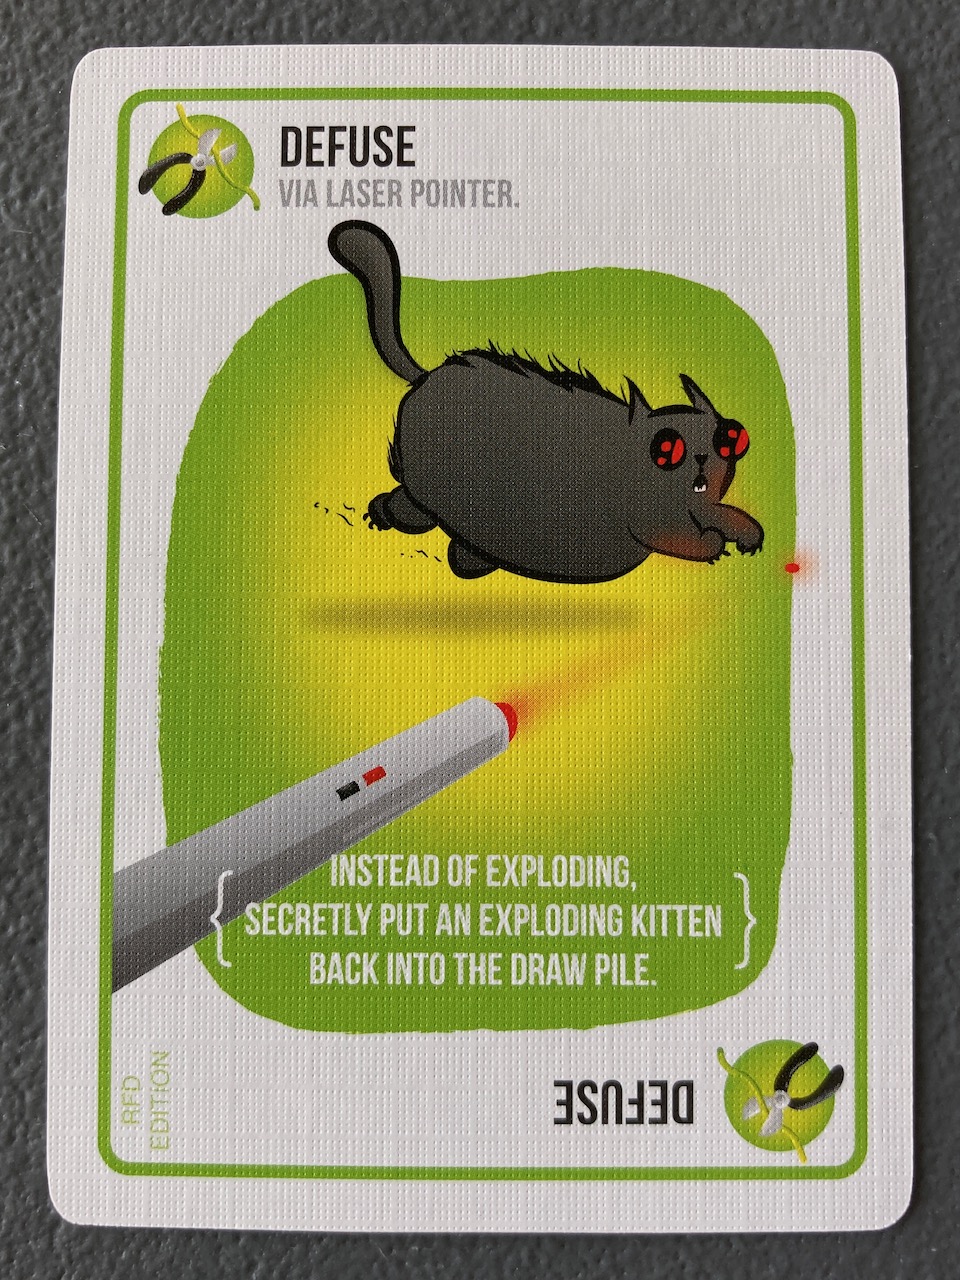 DEFUSE
VIA LASER POINTER.
INSTEAD OF EXPLODING,
SECRETLY PUT AN EXPLODING KITTEN
BACK INTO THE DRAW PILE.
RED
EDITION
DEFUSE